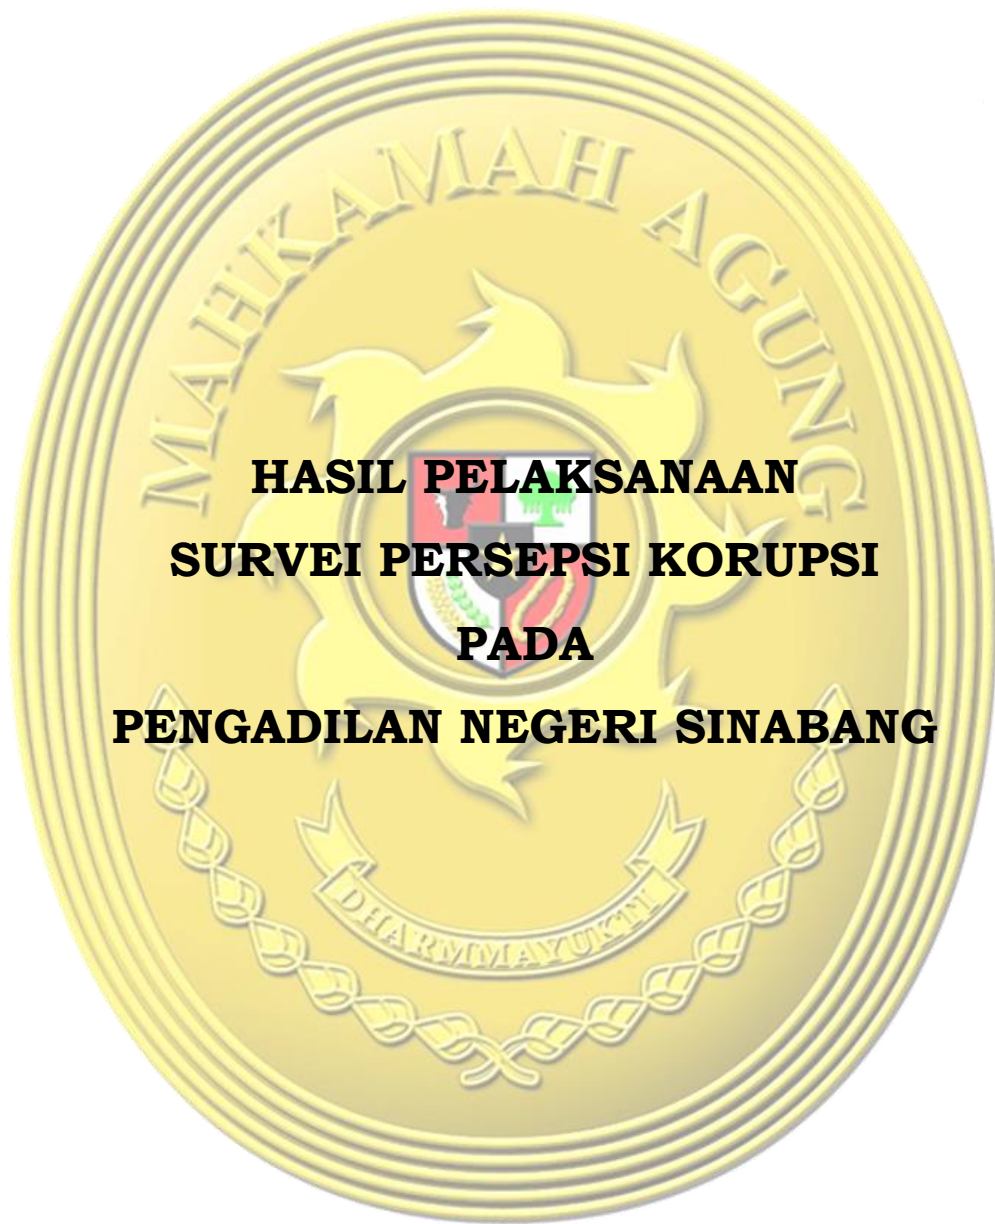 MAHKAMAH AGUNG
HASIL PELAKSANAAN
SURVEI PERSEPSI KORUPSI
PADA
PENGADILAN NEGERI SINABANG
DHARMMAYUKTI